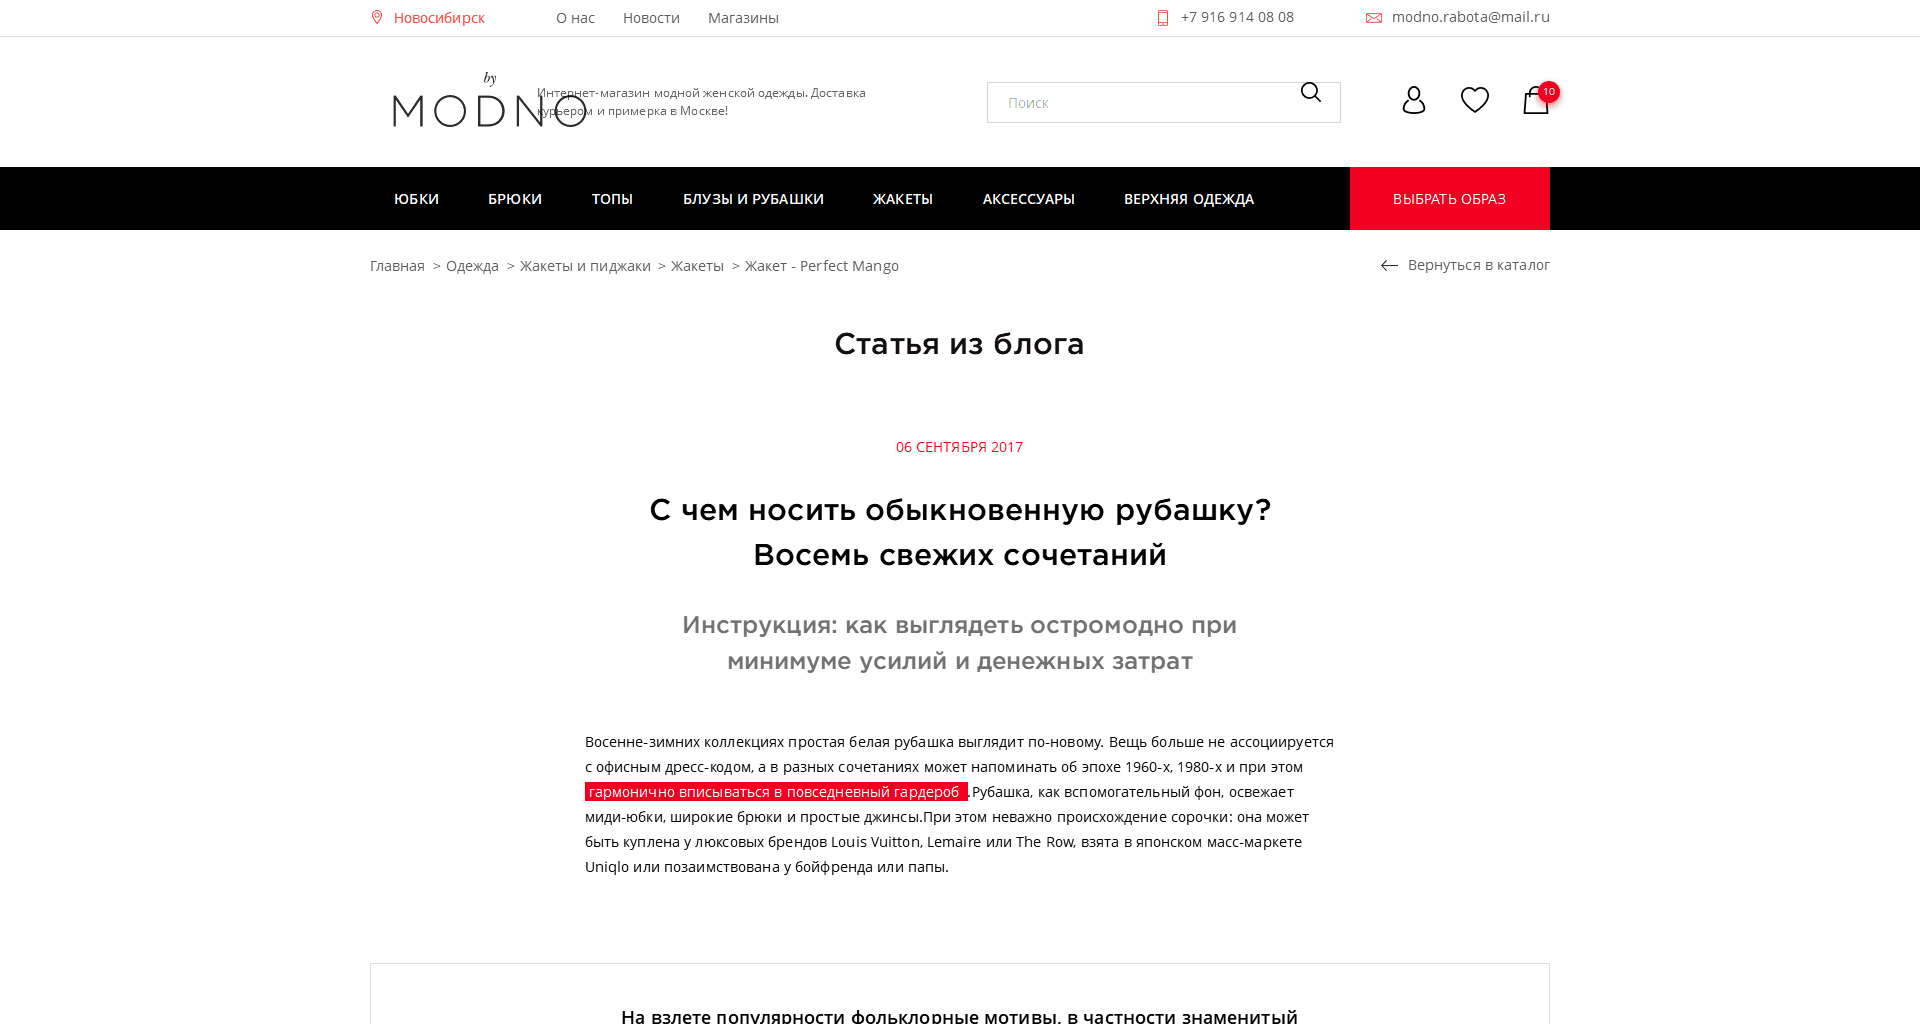 Новосибирск О нас Новости Магазины +7 916 914 08 08 modno.rabota@mail.ru
by
MODNO
Интернет-магазин модной женской одежды. Доставка
курьером и примерка в Москве!
Поиск
10
ЮБКИ БРЮКИ ТОПЫ БЛУЗЫ И РУБАШКИ ЖАКЕТЫ АКСЕССУАРЫ ВЕРХНЯЯ ОДЕЖДА ВЫБРАТЬ ОБРАЗ
Главная > Одежда > Жакеты и пиджаки > Жакеты > Жакет - Perfect Mango Вернуться в каталог
Статья из блога
06 СЕНТЯБРЯ 2017
С чем носить обыкновенную рубашку?
Восемь свежих сочетаний
Инструкция: как выглядеть остромодно при
минимуме усилий и денежных затрат
Восенне-зимних коллекциях простая белая рубашка выглядит по-новому. Вещь больше не ассоциируется
с офисным дресс-кодом, а в разных сочетаниях может напоминать об эпохе 1960-х, 1980-х и при этом
гармонично вписываться в повседневный гардероб .Рубашка, как вспомогательный фон, освежает
миди-юбки, широкие брюки и простые джинсы.При этом неважно происхождение сорочки: она может
быть куплена у люксовых брендов Louis Vuitton, Lemaire или The Row, взята в японском масс-маркете
Uniqlo или позаимствована у бойфренда или папы.
На взлете популярности фольклорные мотивы, в частности знаменитый